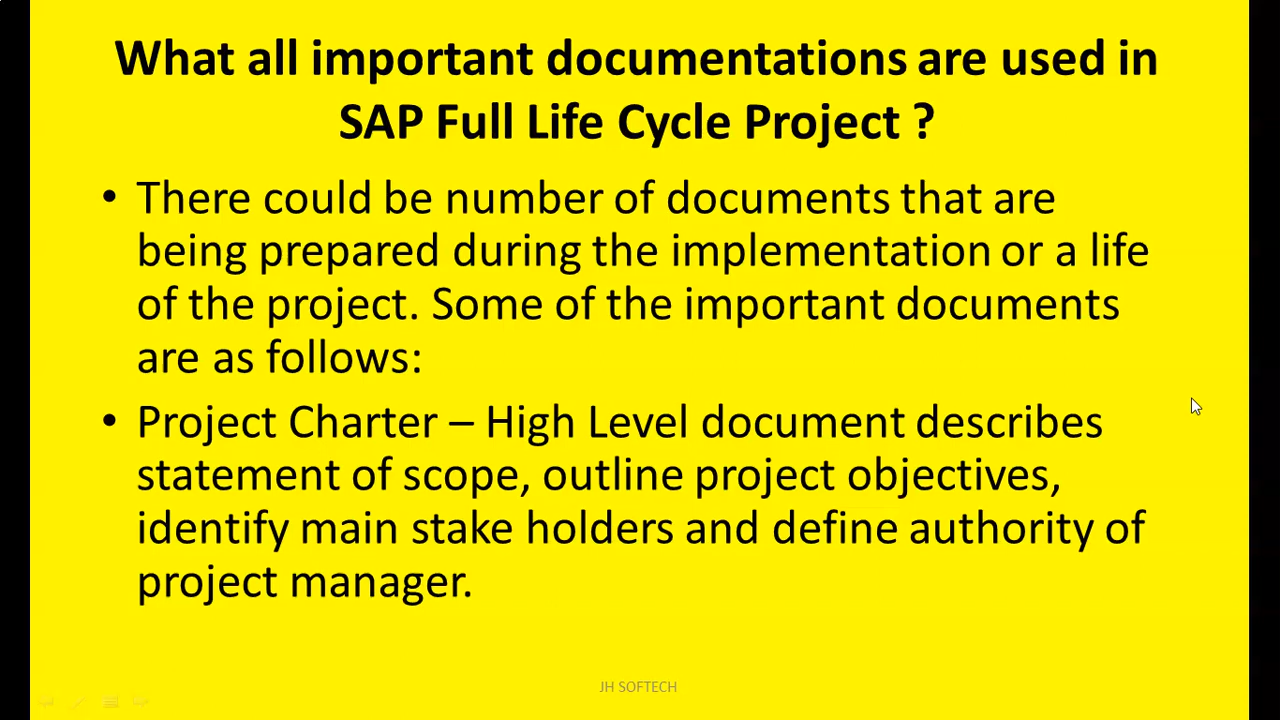 What all important documentations are used in
SAP Full Life Cycle Project ?
• There could be number of documents that are
being prepared during the implementation or a life
of the project. Some of the important documents
are as follows:
• Project Charter – High Level document describes
statement of scope, outline project objectives,
identify main stake holders and define authority of
project manager.
JH SOFTECH